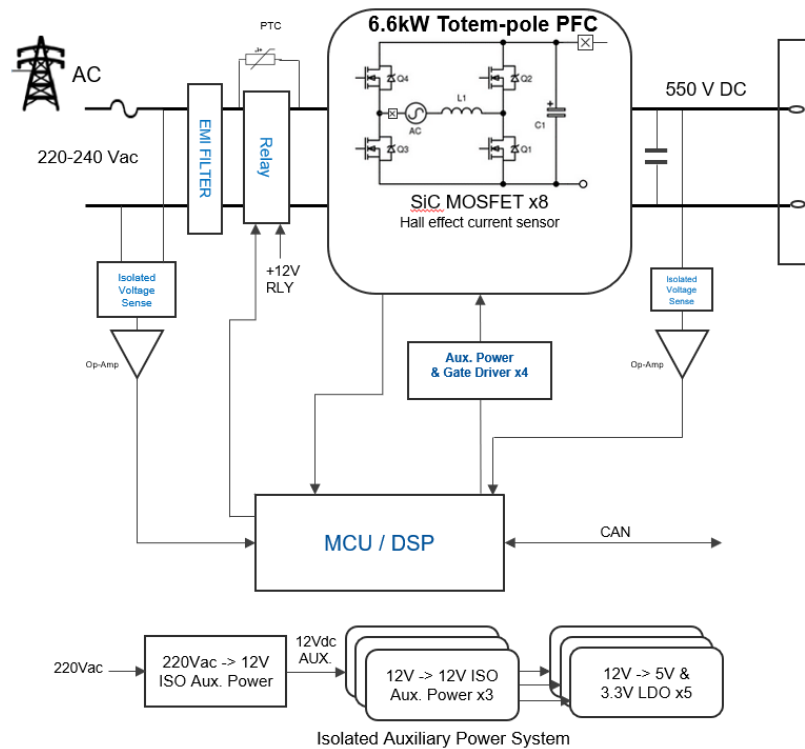 6.6kW Totem-pole PFC
PTC
AC
220-240 Vac
EMI FILTER
Relay
+12V
RLY
Q4
Q2
L1
AC
C1
+
Q3
Q1
SiC MOSFET x8
Hall effect current sensor
550 V DC
Isolated
Voltage
Sense
Op-Amp
Isolated
Voltage
Sense
Op-Amp
Aux. Power
& Gate Driver x4
MCU / DSP
CAN
220Vac
220Vac -> 12V
ISO Aux. Power
12Vdc
AUX.
12V -> 12V ISO
Aux. Power x3
12V -> 5V &
3.3V LDO x5
Isolated Auxiliary Power System